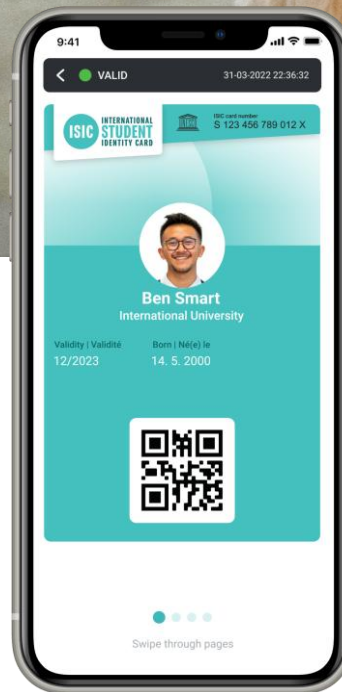 9:41
VALID 31-03-2022 22:36:32
ISIC INTERNATIONAL
STUDENT
IDENTITY CARD
ISIC card number
S 123 456 789 012 X
Ben Smart
International University
Validity | Validité Born | Né(e) le
12/2023 14. 5. 2000
Swipe through pages